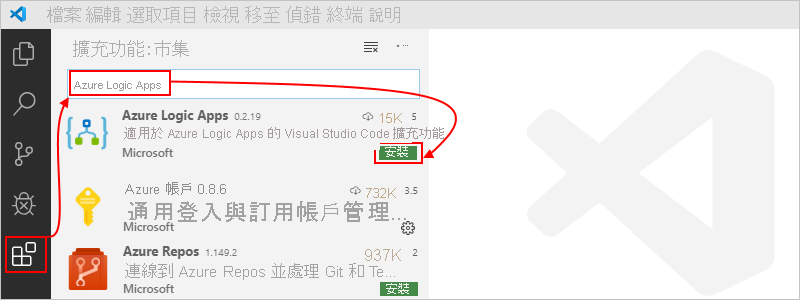 檔案 編輯 選取項目 檢視 移至 偵錯 終端 說明
擴充功能:市集
Azure Logic Apps
Azure Logic Apps 0.2.19 15K 5
適用於 Azure Logic Apps 的 Visual Studio Code 擴充功能
Microsoft 安裝
Azure 帳戶 0.8.6 732K 3.5
通用登入與訂用帳戶管理...
Microsoft
Azure Repos 1.149.2 937K 2
連線到 Azure Repos 並處理 Git 和 Te...
Microsoft 安裝